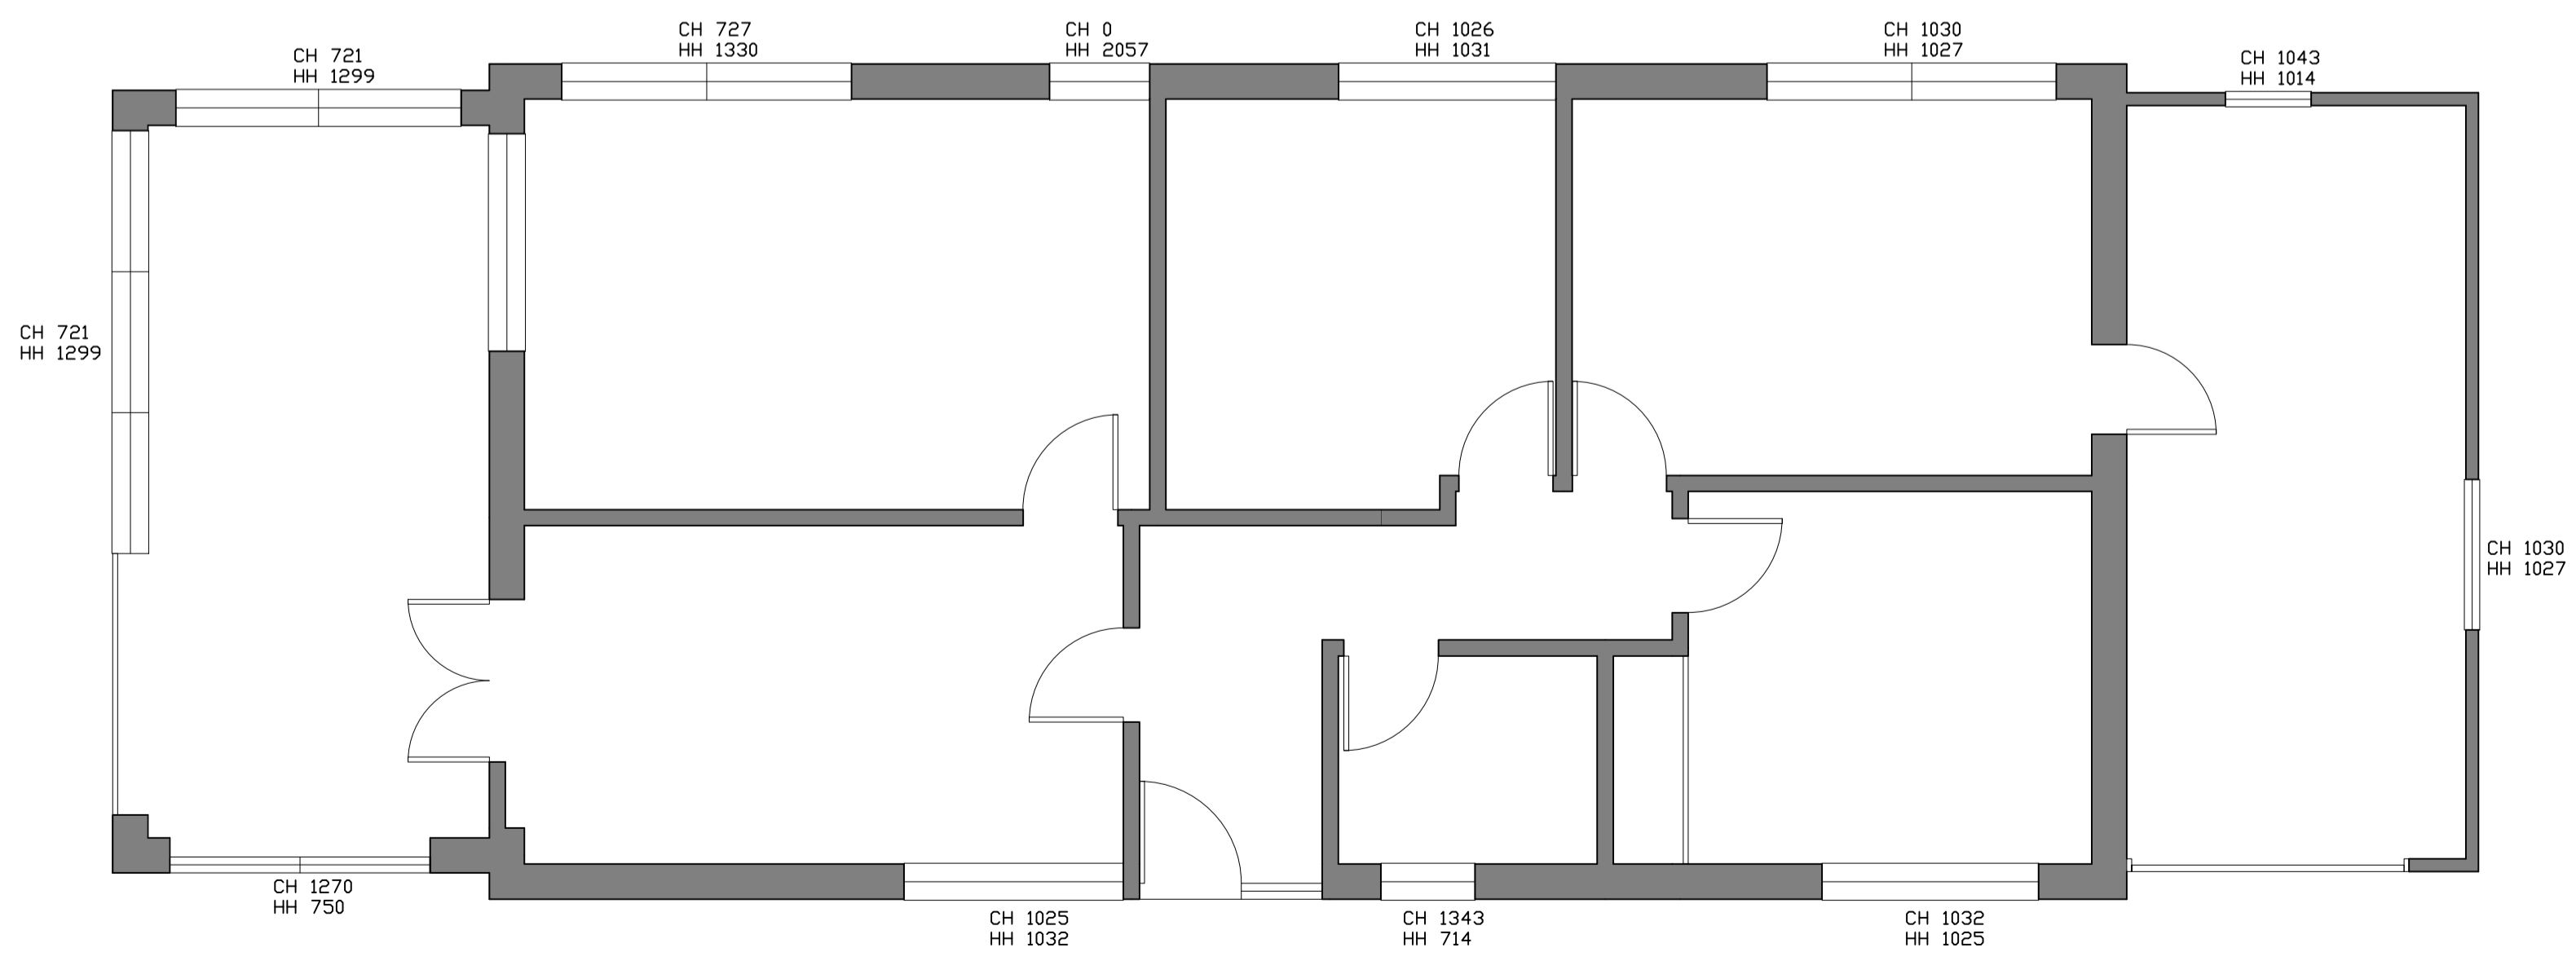 CH 727
HH 1330
CH 0
HH 2057
CH 1026
HH 1031
CH 1030
HH 1027
CH 721
HH 1299
CH 1043
HH 1014
CH 721
HH 1299
CH 1030
HH 1027
CH 1270
HH 750
CH 1025
HH 1032
CH 1343
HH 714
CH 1032
HH 1025